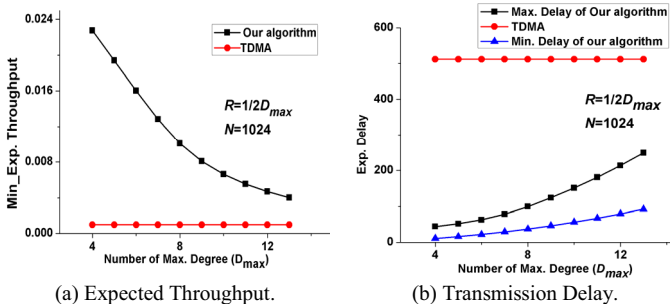 0.024
0.016
0.008
0.000
Min_Exp. Throughput
Our algorithm
TDMA
R=1/2Dmax
N=1024
4
8
12
Number of Max. Degree (Dmax)
(a) Expected Throughput.
600
400
200
0
Exp. Delay
Max. Delay of Our algorithm
TDMA
Min. Delay of our algorithm
R=1/2Dmax
N=1024
4
8
12
Number of Max. Degree (Dmax)
(b) Transmission Delay.